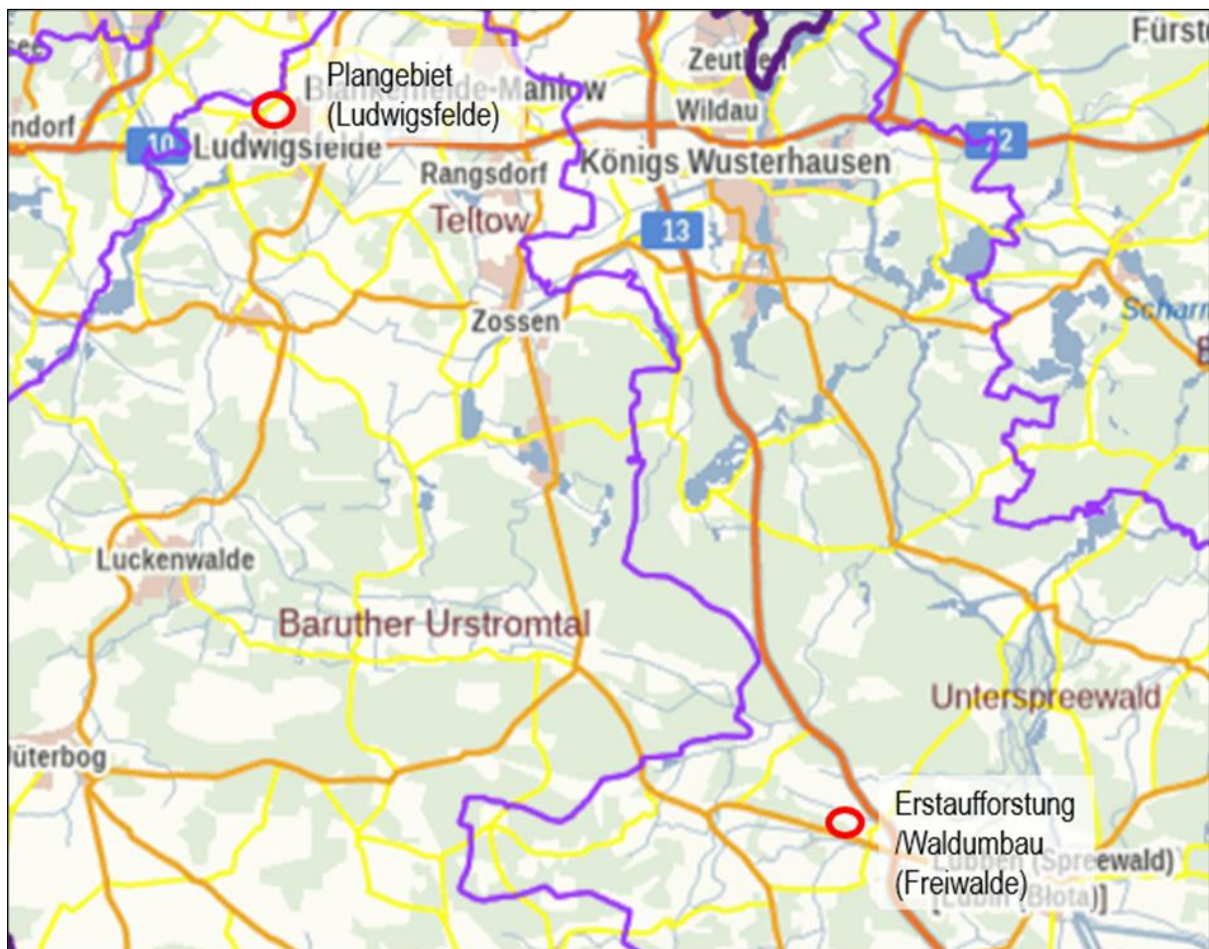 Fürst
Zeuthen
Plangebiet
(Ludwigsfelde)
Blankenfelde-Mahlow
Wildau
ndorf
10
Ludwigsfelde
12
Rangsdorf
Königs Wusterhausen
Teltow
13
Scharm
Zossen
Luckenwalde
Baruther Urstromtal
Unterspreewald
Jüterbog
Erstaufforstung
/Waldumbau
(Freiwalde)
Lübben (Spreewald)
[Lubin (Błota)]